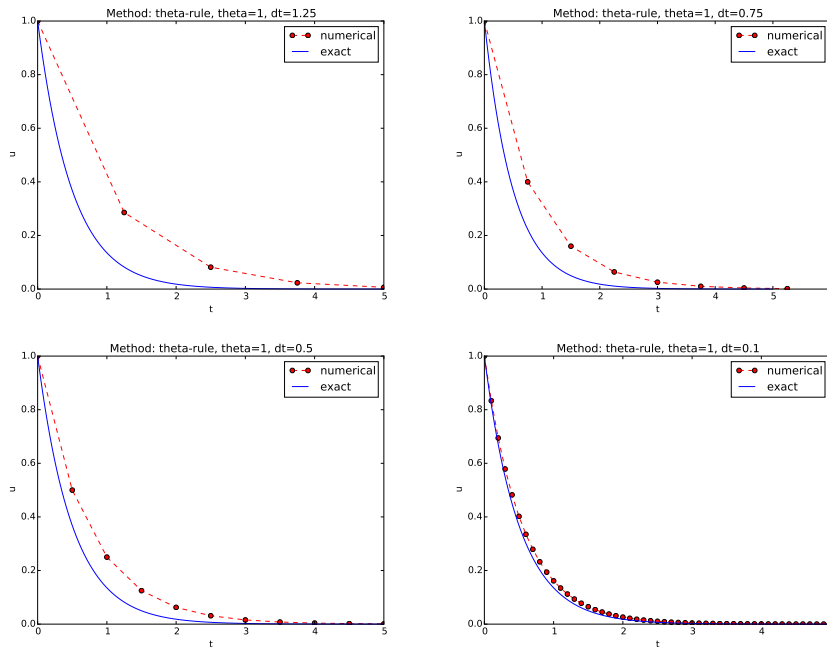 Method: theta-rule, theta=1, dt=1.25
numerical
exact
1.0
0.8
0.6
0.4
0.2
0.0
u
0 1 2 3 4 5
t
Method: theta-rule, theta=1, dt=0.75
numerical
exact
1.0
0.8
0.6
0.4
0.2
0.0
u
0 1 2 3 4 5
t
Method: theta-rule, theta=1, dt=0.5
numerical
exact
1.0
0.8
0.6
0.4
0.2
0.0
u
0 1 2 3 4 5
t
Method: theta-rule, theta=1, dt=0.1
numerical
exact
1.0
0.8
0.6
0.4
0.2
0.0
u
0 1 2 3 4
t